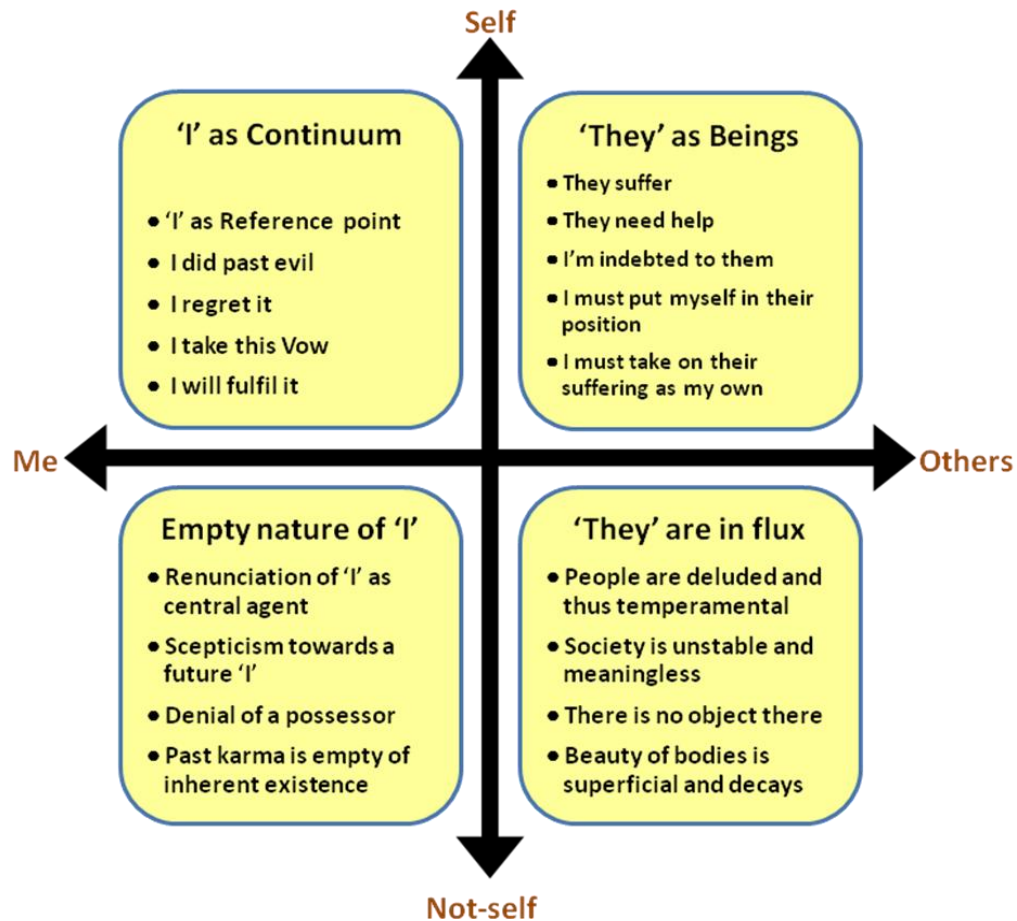 Self
‘I’ as Continuum
• ‘I’ as Reference point
• I did past evil
• I regret it
• I take this Vow
• I will fulfil it
‘They’ as Beings
• They suffer
• They need help
• I’m indebted to them
• I must put myself in their
position
• I must take on their
suffering as my own
Me
Others
Empty nature of ‘I’
• Renunciation of ‘I’ as
central agent
• Scepticism towards a
future ‘I’
• Denial of a possessor
• Past karma is empty of
inherent existence
‘They’ are in flux
• People are deluded and
thus temperamental
• Society is unstable and
meaningless
• There is no object there
• Beauty of bodies is
superficial and decays
Not-self